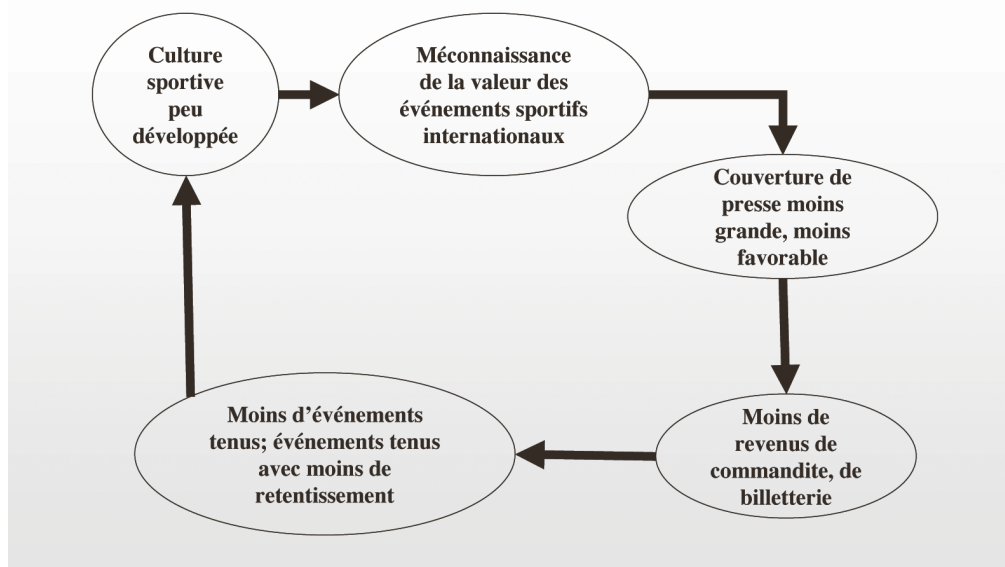 Culture
sportive
peu
développée
Méconnaissance
de la valeur des
événements sportifs
internationaux
Couverture de
presse moins
grande, moins
favorable
Moins de
revenus de
commandite, de
billetterie
Moins d’événements
tenus; événements tenus
avec moins de
retentissement